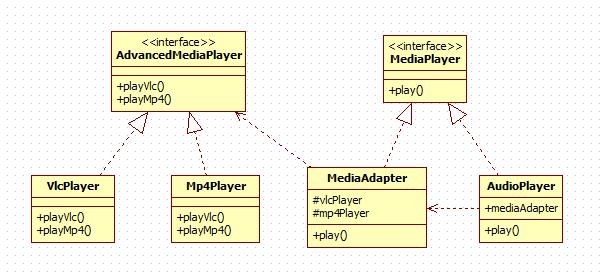 <<interface>>
AdvancedMediaPlayer
+playVlc()
+playMp4()
<<interface>>
MediaPlayer
+play()
VlcPlayer
+playVlc()
+playMp4()
Mp4Player
+playVlc()
+playMp4()
MediaAdapter
#vlcPlayer
#mp4Player
+play()
AudioPlayer
+mediaAdapter
+play()